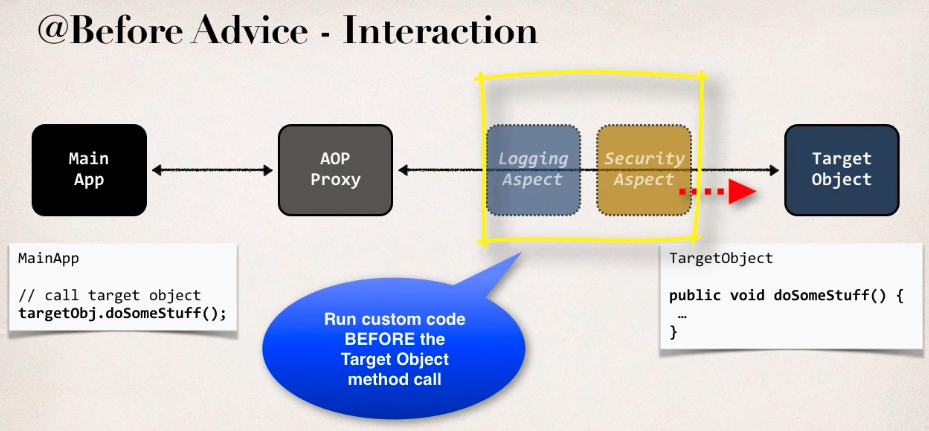 @Before Advice - Interaction
Main
App
AOP
Proxy
Logging
Aspect
Security
Aspect
Target
Object
MainApp
// call target object
targetObj.doSomeStuff();
Run custom code
BEFORE the
Target Object
method call
TargetObject
public void doSomeStuff() {
…
}